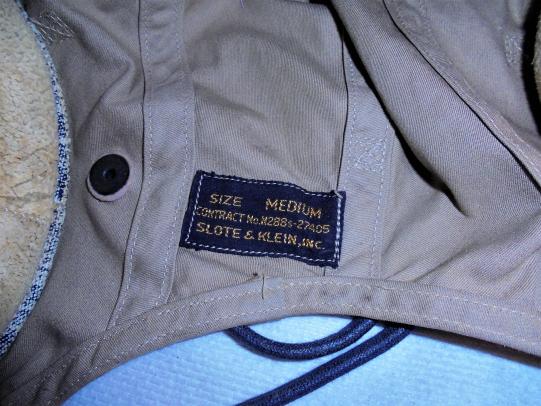 SIZE MEDIUM
CONTRACT No.N288s-27405
SLOTE & KLEIN, INC.